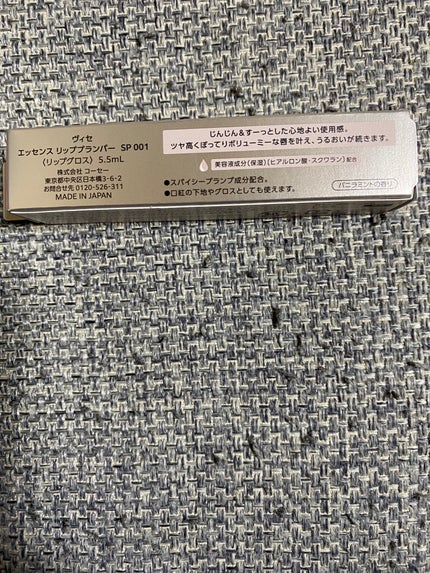 ヴィセ
エッセンス リッププランパー SP 001
〈リップグロス〉 5.5mL
株式会社 コーセー
東京都中央区日本橋3-6-2
お問合せ先 0120-526-311
MADE IN JAPAN
じんじん&すーっとした心地よい使用感。
ツヤ高くぽってりボリューミーな唇を叶え、うるおいが続きます。
美容液成分(保湿)[ヒアルロン酸・スクワラン]配合
●スパイシープランプ成分配合。
●口紅の下地やグロスとしても使えます。
バニラミントの香り